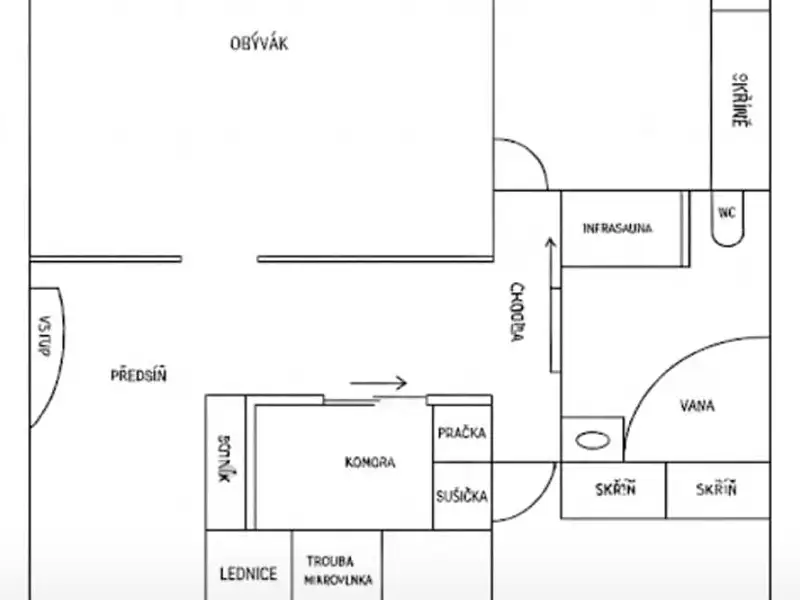 OBÝVÁK
SKŘÍNĚ
WC
INFRASAUNA
VSTUP
CHODBA
PŘEDSÍŇ
VANA
BOTNÍK
KOMORA
PRAČKA
SUŠIČKA
SKŘÍŇ
SKŘÍŇ
LEDNICE
TROUBA
MIKROVLNKA